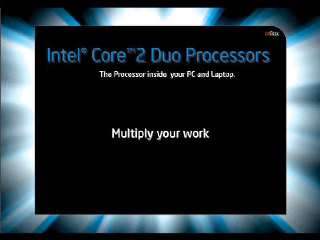 Intel® Core™2 Duo Processors
The Processor inside your PC and Laptop.
Multiply your work